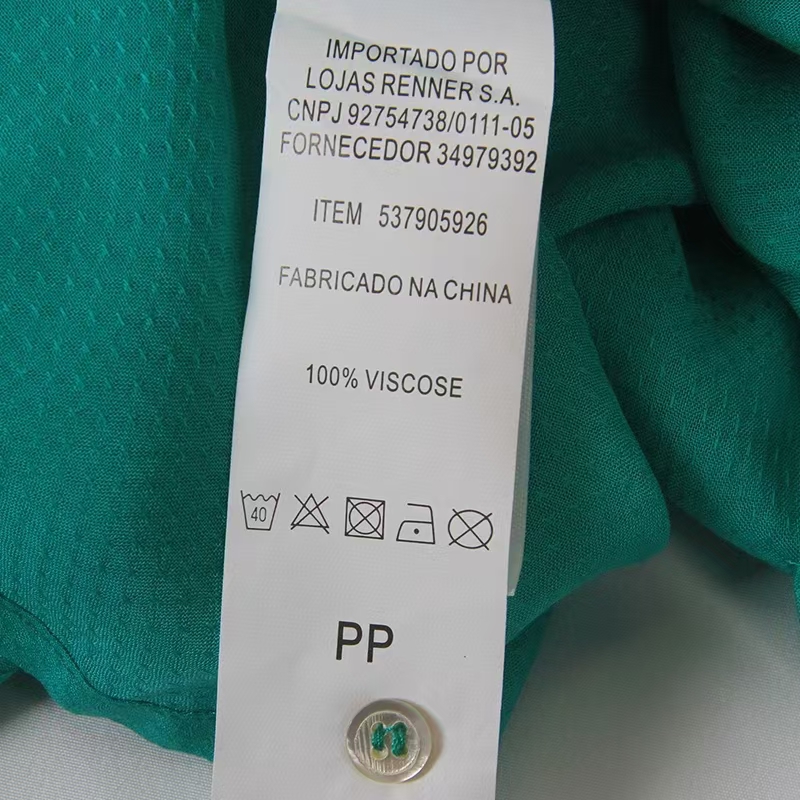 IMPORTADO POR
LOJAS RENNER S.A.
CNPJ 92754738/0111-05
FORNECEDOR 34979392
ITEM 537905926
FABRICADO NA CHINA
100% VISCOSE
40
PP